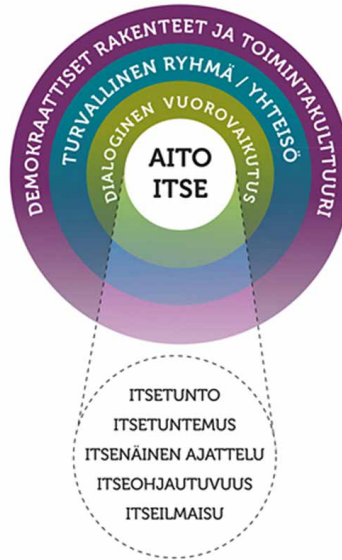 DEMOKRAATTISET RAKENTEET JA TOIMINTAKULTTUURI
TURVALLINEN RYHMÄ / YHTEISÖ
DIALOGINEN VUOROVAIKUTUS
AITO
ITSE
ITSETUNTO
ITSETUNTEMUS
ITSENÄINEN AJATTELU
ITSEOHJAUTUVUUS
ITSEILMAISU